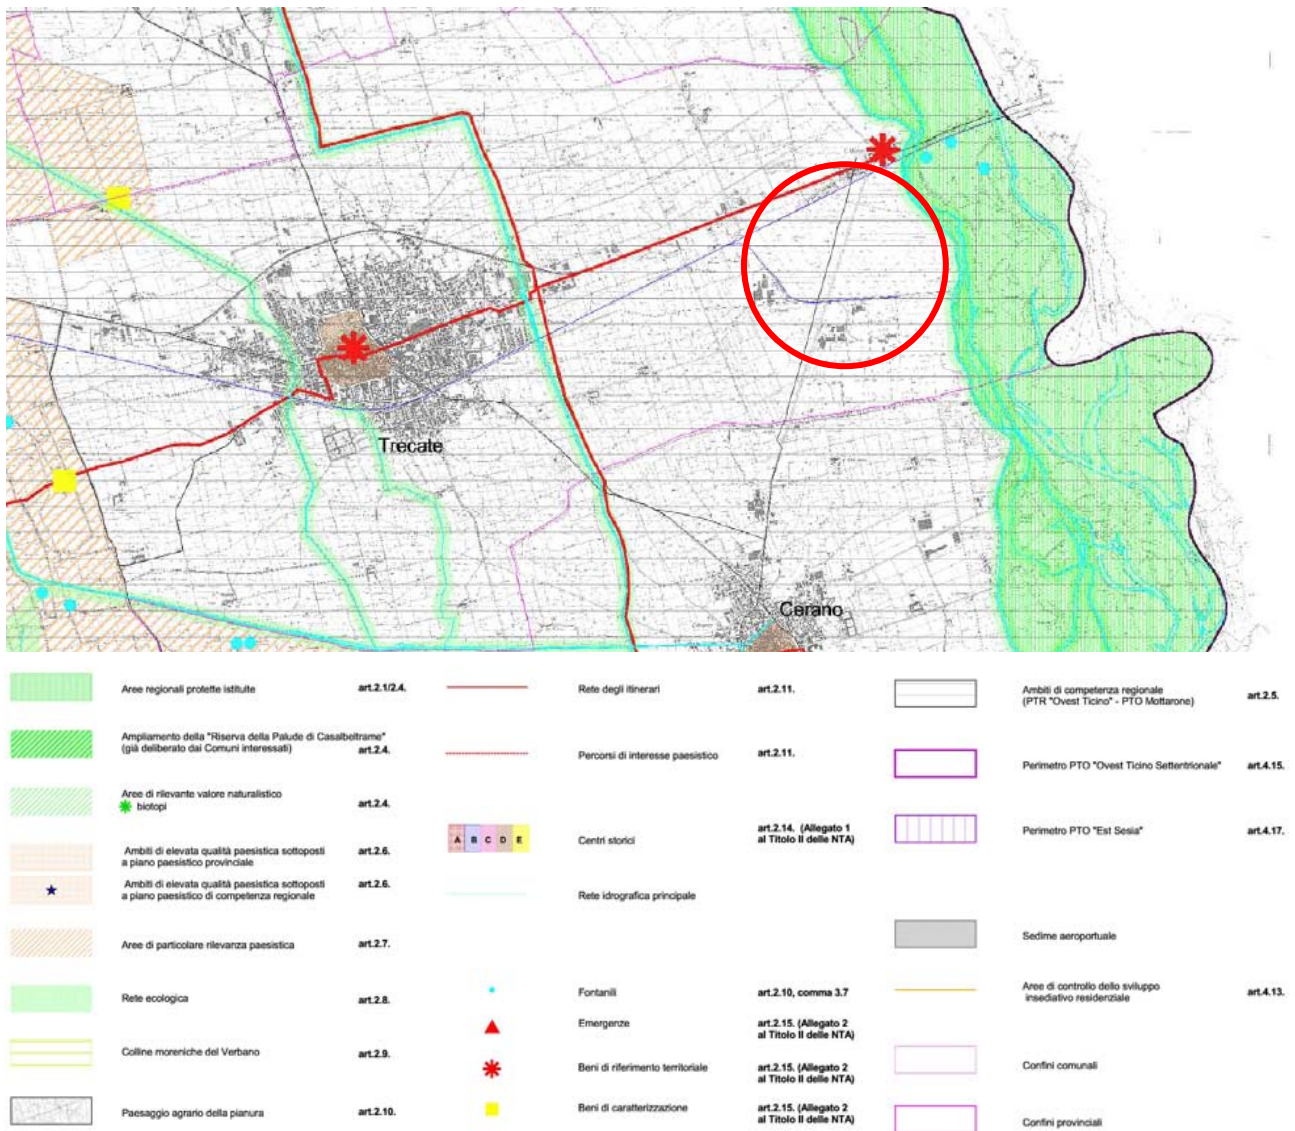 Trecate
Cerano
Aree regionali protette istituite art.2.1/2.4.
Ampliamento della "Riserva della Palude di Casalbeltrame"
(già deliberato dai Comuni interessati) art.2.4.
Aree di rilevante valore naturalistico
biotopi art.2.4.
Ambiti di elevata qualità paesistica sottoposti art.2.6.
a piano paesistico provinciale
Ambiti di elevata qualità paesistica sottoposti art.2.6.
a piano paesistico di competenza regionale
Aree di particolare rilevanza paesistica art.2.7.
Rete ecologica art.2.8.
Colline moreniche del Verbano art.2.9.
Paesaggio agrario della pianura art.2.10.
Rete degli itinerari art.2.11.
Percorsi di interesse paesistico art.2.11.
A B C D E
Centri storici art.2.14. (Allegato 1
al Titolo II delle NTA)
Rete idrografica principale
Fontanili art.2.10, comma 3.7
Emergenze art.2.15. (Allegato 2
al Titolo II delle NTA)
Beni di riferimento territoriale art.2.15. (Allegato 2
al Titolo II delle NTA)
Beni di caratterizzazione art.2.15. (Allegato 2
al Titolo II delle NTA)
Ambiti di competenza regionale art.2.5.
(PTR "Ovest Ticino" - PTO Mottarone)
Perimetro PTO "Ovest Ticino Settentrionale" art.4.15.
Perimetro PTO "Est Sesia" art.4.17.
Sedime aeroportuale
Aree di controllo dello sviluppo art.4.13.
insediativo residenziale
Confini comunali
Confini provinciali